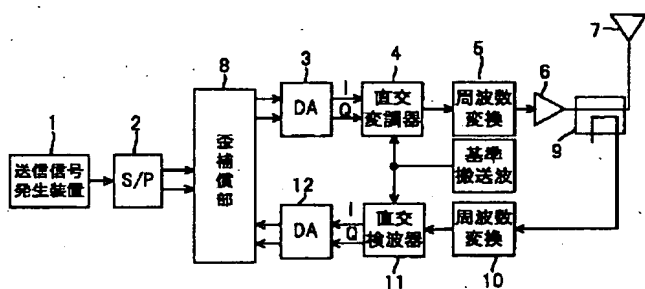 7
8
3
4
5
6
1
2
DA
I
Q
直交
変調器
周波数
変換
9
送信信号
発生装置
S/P
歪補償部
基準
搬送波
12
DA
I
Q
直交
検波器
周波数
変換
11
10